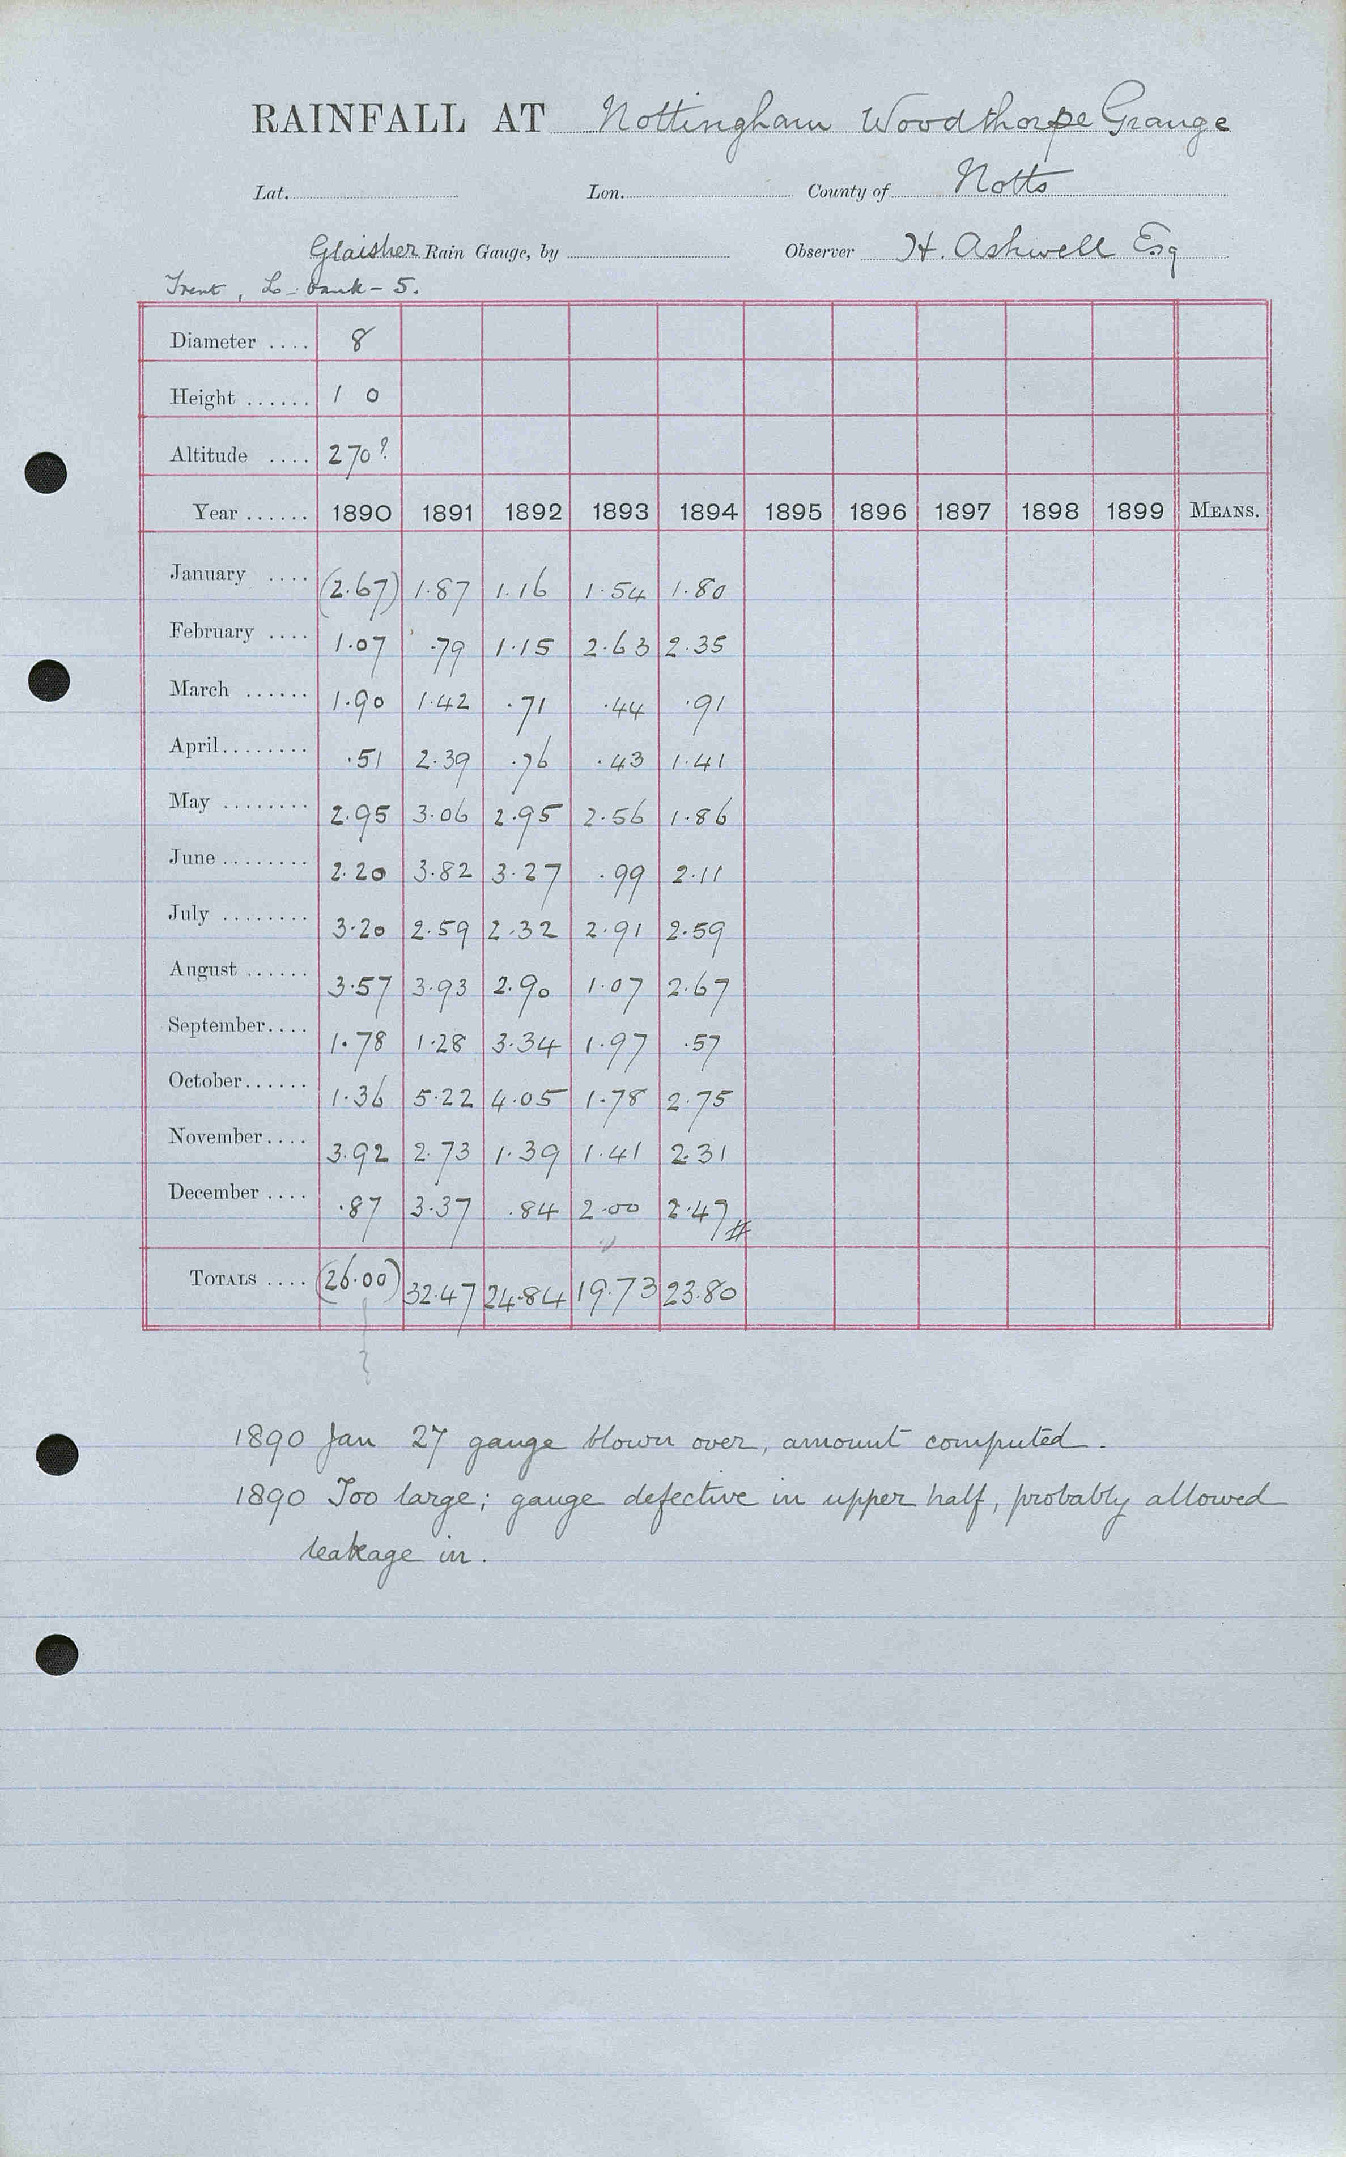 RAINFALL AT Nottingham Woodthorpe Grange
Lat. Lon. County of Notts
Glaisher Rain Gauge, by Observer H. Ashwell Esq
Trent, L. bank - 5.
Diameter .... 8
Height ...... 1 0
Altitude .... 270?
Year ...... 1890 1891 1892 1893 1894 1895 1896 1897 1898 1899 MEANS.
January .... (2.67) 1.87 1.16 1.54 1.80
February .... 1.07 .79 1.15 2.63 2.35
March ...... 1.90 1.42 .71 .44 .91
April........ .51 2.39 .76 .43 1.41
May ........ 2.95 3.06 2.95 2.56 1.86
June ........ 2.20 3.82 3.27 .99 2.11
July ........ 3.20 2.59 2.32 2.91 2.59
August ...... 3.57 3.93 2.90 1.07 2.67
September.... 1.78 1.28 3.34 1.97 .57
October...... 1.36 5.22 4.05 1.78 2.75
November.... 3.92 2.73 1.39 1.41 2.31
December .... .87 3.37 .84 2.00 2.47 #
TOTALS .... (26.00) 32.47 24.84 19.73 23.80
1890 Jan 27 gauge blown over, amount computed.
1890 Too large; gauge defective in upper half, probably allowed
leakage in.